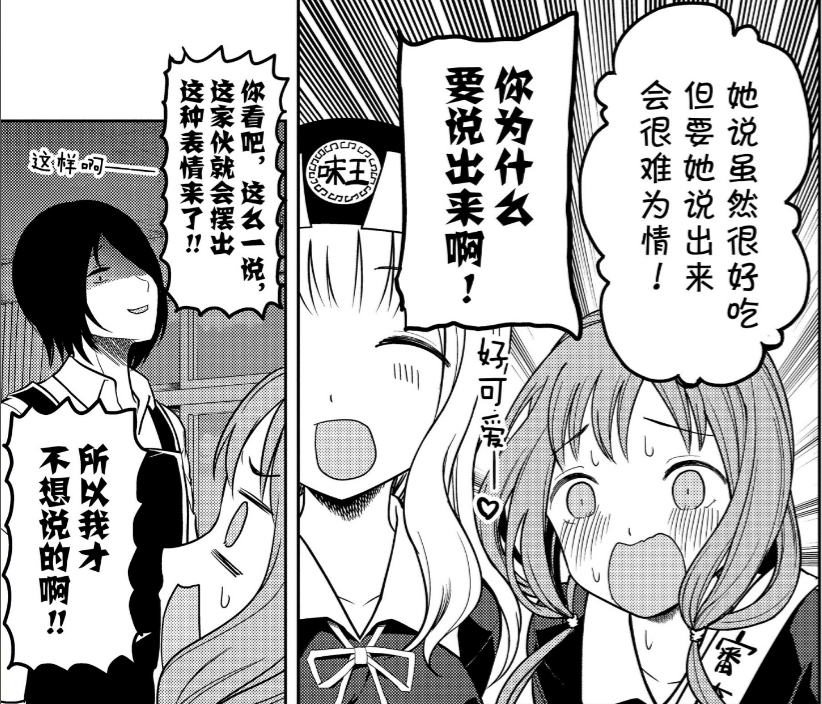 她说虽然很好吃
但要她说出来
会很难为情！
你为什么
要说出来啊！
味王
好可爱—♥
审
你看吧，这么一说，
这家伙就会摆出
这种表情来了!!
这样啊——
所以我才
不想说的啊!!